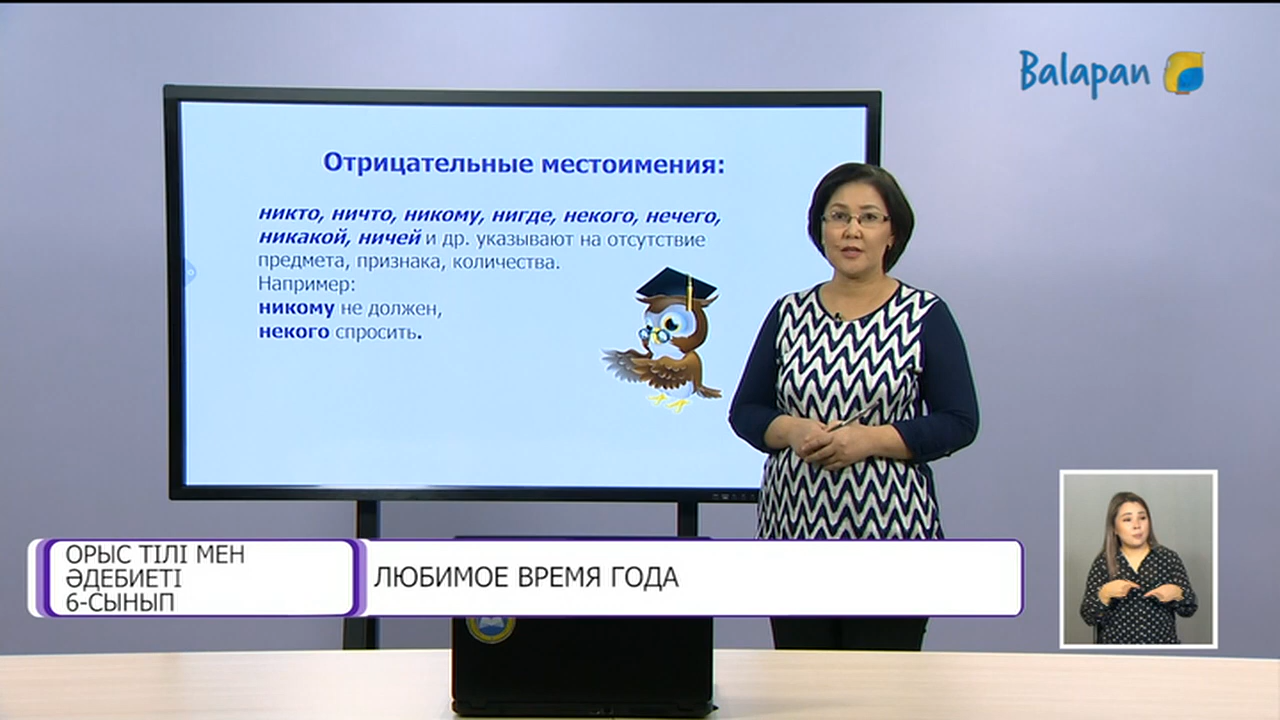 Balapan
Отрицательные местоимения:
никто, ничто, никому, нигде, некого, нечего,
никакой, ничей и др. указывают на отсутствие
предмета, признака, количества.
Например:
никому не должен,
некого спросить.
ОРЫС ТІЛІ МЕН
ӘДЕБИЕТІ
6-СЫНЫП
ЛЮБИМОЕ ВРЕМЯ ГОДА